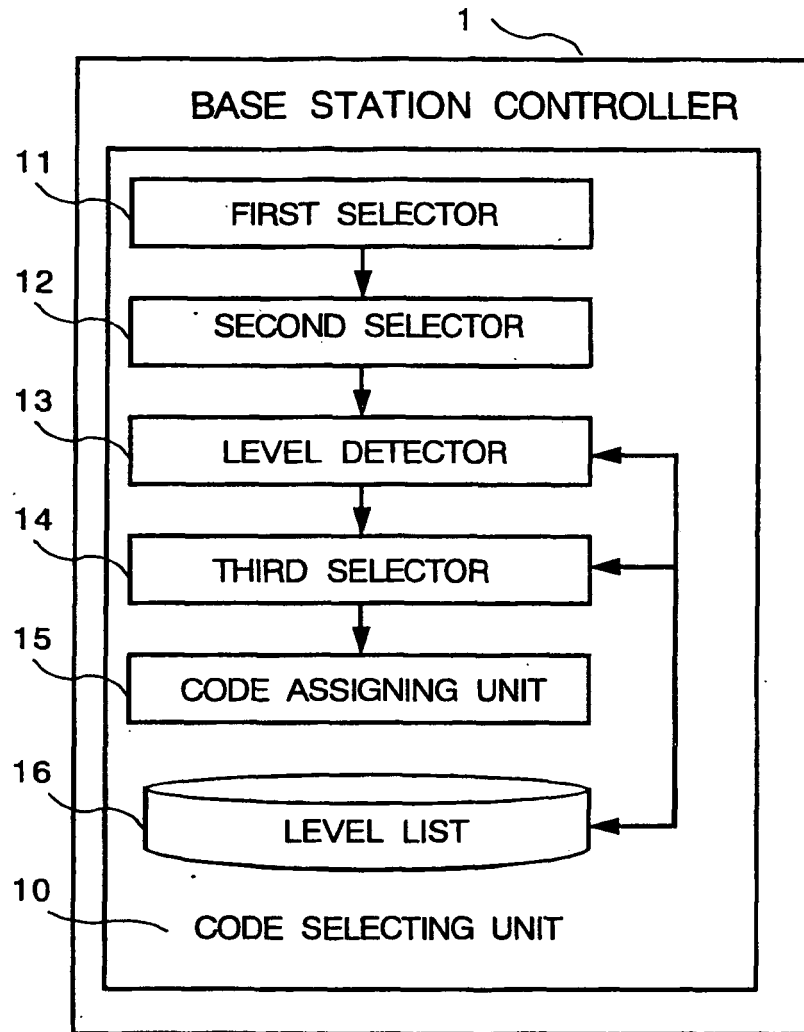 1
BASE STATION CONTROLLER
11
FIRST SELECTOR
12
SECOND SELECTOR
13
LEVEL DETECTOR
14
THIRD SELECTOR
15
CODE ASSIGNING UNIT
16
LEVEL LIST
10
CODE SELECTING UNIT